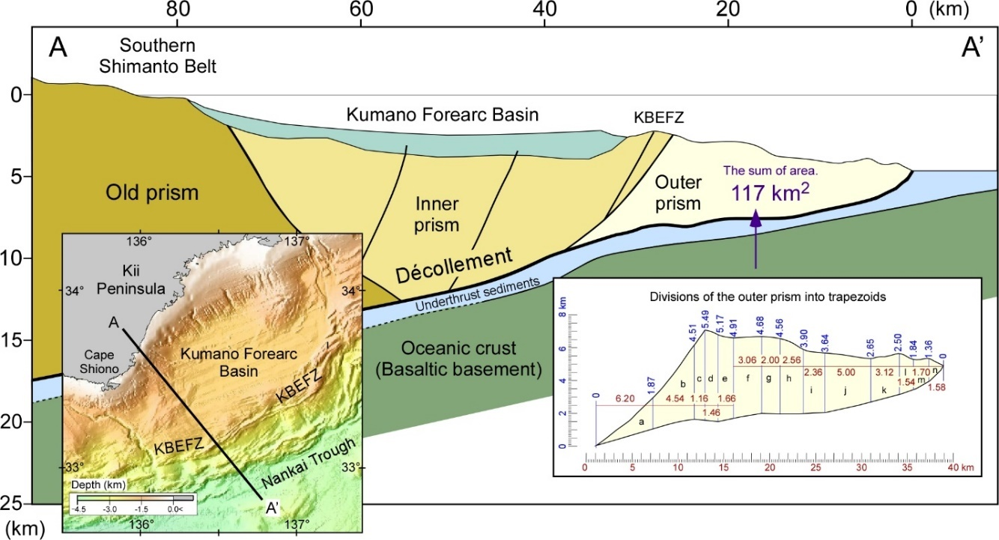 80 60 40 20 0 (km)
A
A’
Southern
Shimanto Belt
0
5
10
15
20
25
(km)
Kumano Forearc Basin
KBEFZ
Old prism
Inner
prism
Outer
prism
The sum of area.
117 km2
Décollement
Underthrust sediments
Oceanic crust
(Basaltic basement)
136° 137°
Kii
Peninsula
34° 34°
A
Cape
Shiono
Kumano Forearc
Basin
KBEFZ
KBEFZ
Nankai Trough
33° 33°
Depth (km)
-4.5 -3.0 -1.5 0.0<
A’
136° 137°
Divisions of the outer prism into trapezoids
8 km
6
4
2
0
0 1.87 4.51 5.49 5.17 4.91 4.68 4.56 3.90 3.64 2.65 2.50 1.84 1.36 0
3.06 2.00 2.56
2.36 5.00 3.12 1.70
1.54 1.58
6.20 4.54 1.16 1.66
1.46
a b c d e f g h i j k l m n
0 5 10 15 20 25 30 35 40 km